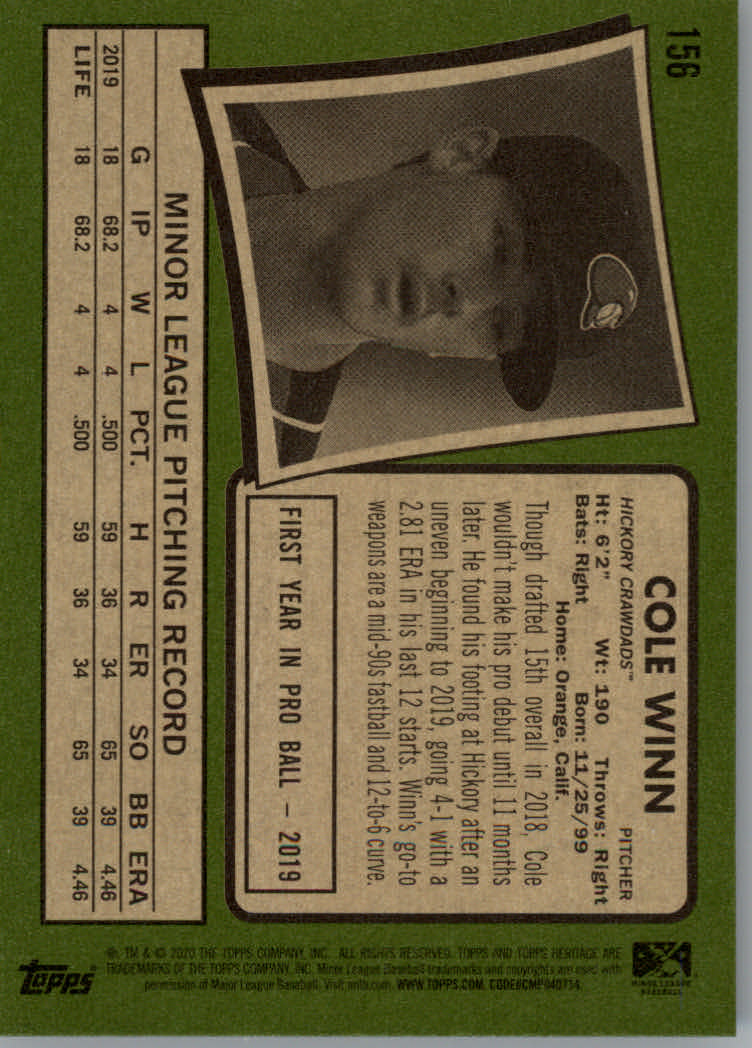 156
COLE WINN
HICKORY CRAWDADS™ PITCHER
Ht: 6'2" Wt: 190 Throws: Right
Bats: Right Born: 11/25/99
Home: Orange, Calif.
Though drafted 15th overall in 2018, Cole
wouldn't make his pro debut until 11 months
later. He found his footing at Hickory after an
uneven beginning to 2019, going 4-1 with a
2.81 ERA in his last 12 starts. Winn's go-to
weapons are a mid-90s fastball and 12-to-6 curve.
FIRST YEAR IN PRO BALL – 2019
MINOR LEAGUE PITCHING RECORD
G IP W L PCT. H R ER SO BB ERA
2019 18 68.2 4 4 .500 59 36 34 65 39 4.46
LIFE 18 68.2 4 4 .500 59 36 34 65 39 4.46
MINOR LEAGUE
BASEBALL
®, TM & © 2020 THE TOPPS COMPANY, INC. ALL RIGHTS RESERVED. TOPPS AND TOPPS HERITAGE ARE
TRADEMARKS OF THE TOPPS COMPANY, INC. Minor League Baseball trademarks and copyrights are used with
permission of Major League Baseball. Visit milb.com. WWW.TOPPS.COM. CODE#CMP040714.
topps